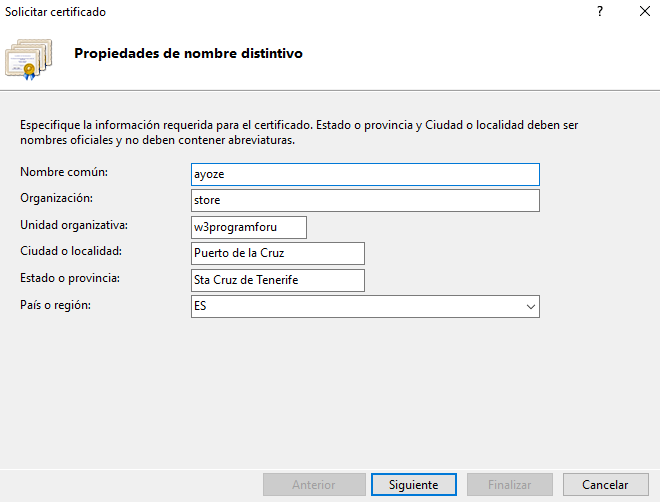 Solicitar certificado
?
Propiedades de nombre distintivo
Especifique la información requerida para el certificado. Estado o provincia y Ciudad o localidad deben ser
nombres oficiales y no deben contener abreviaturas.
Nombre común: ayoze
Organización: store
Unidad organizativa: w3programforu
Ciudad o localidad: Puerto de la Cruz
Estado o provincia: Sta Cruz de Tenerife
País o región: ES
Anterior Siguiente Finalizar Cancelar